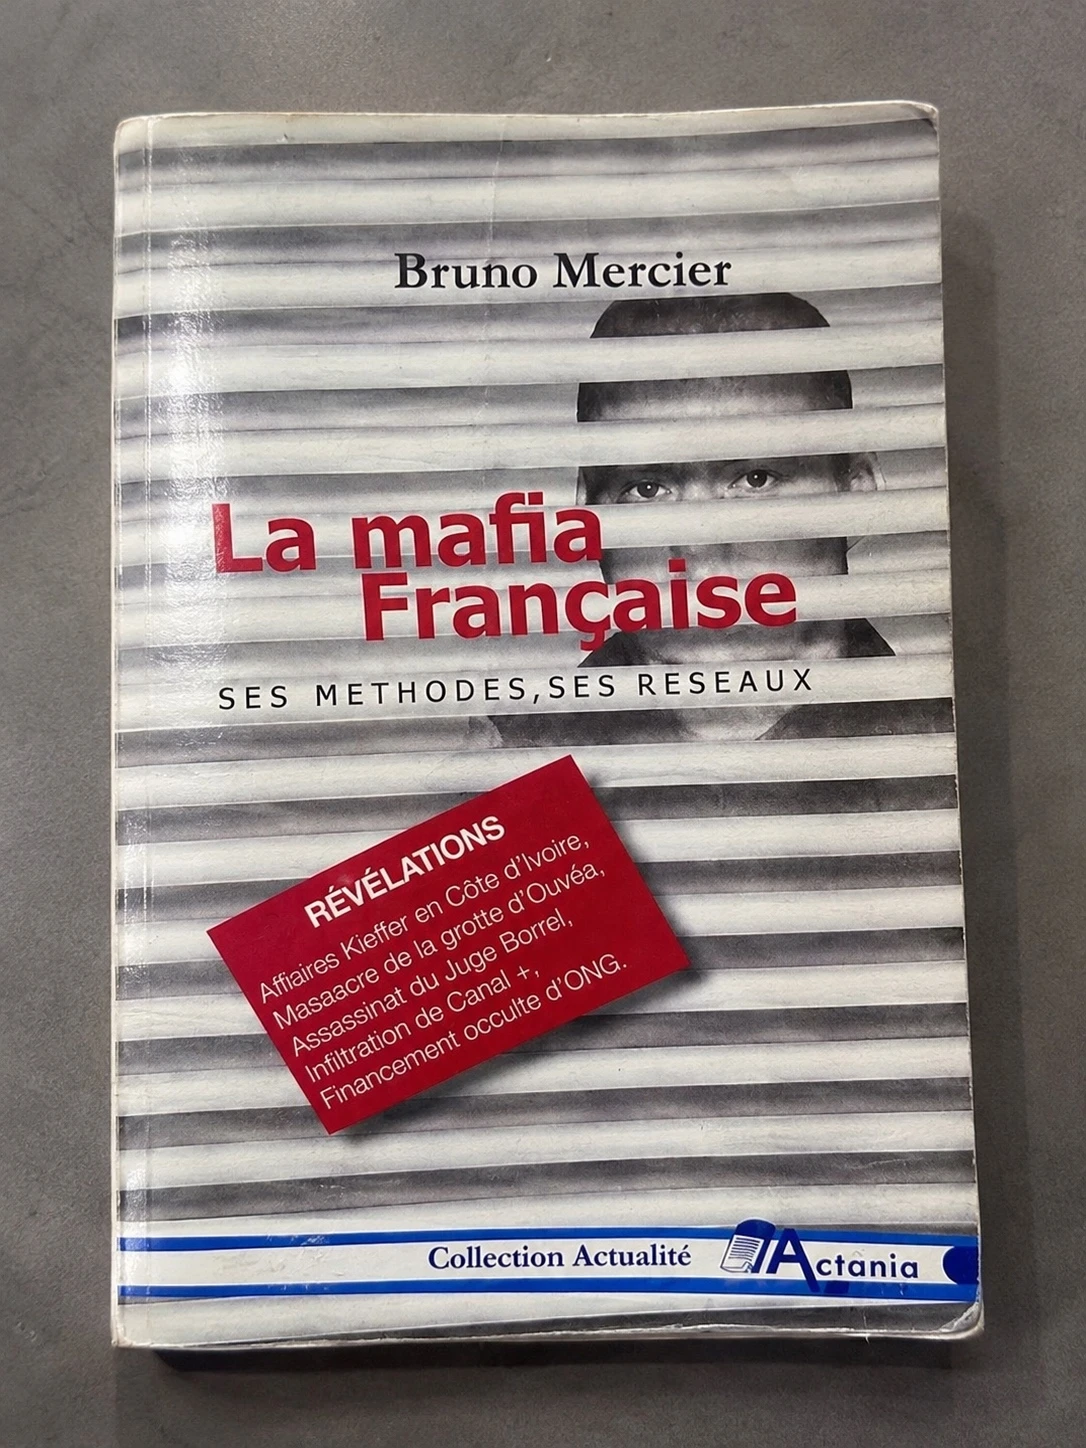 Bruno Mercier
La mafia
Française
SES METHODES,SES RESEAUX
RÉVÉLATIONS
Affiaires Kieffer en Côte d'Ivoire,
Masaacre de la grotte d'Ouvéa,
Assassinat du Juge Borrel,
Infiltration de Canal +,
Financement occulte d'ONG.
Collection Actualité
Actania